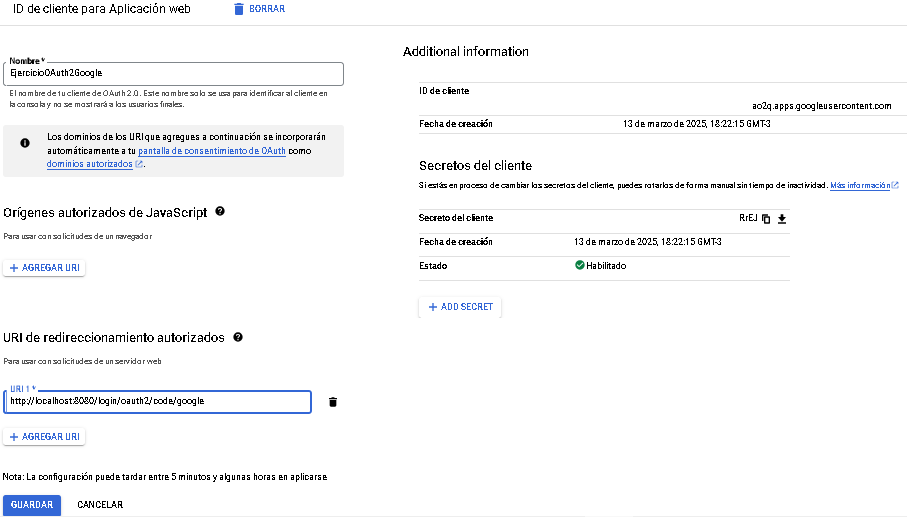 ID de cliente para Aplicación web
BORRAR
Nombre *
EjercicioOAuth2Google
El nombre de tu cliente de OAuth 2.0. Este nombre solo se usa para identificar al cliente en
la consola y no se mostrará a los usuarios finales.
Los dominios de los URI que agregues a continuación se incorporarán
automáticamente a tu pantalla de consentimiento de OAuth como
dominios autorizados.
Orígenes autorizados de JavaScript
Para usar con solicitudes de un navegador
+ AGREGAR URI
URI de redireccionamiento autorizados
Para usar con solicitudes de un servidor web
URI 1 *
http://localhost:8080/login/oauth2/code/google
+ AGREGAR URI
Nota: La configuración puede tardar entre 5 minutos y algunas horas en aplicarse
GUARDAR
CANCELAR
Additional information
ID de cliente
ao2q.apps.googleusercontent.com
Fecha de creación 13 de marzo de 2025, 18:22:15 GMT-3
Secretos del cliente
Si estás en proceso de cambiar los secretos del cliente, puedes rotarlos de forma manual sin tiempo de inactividad. Más información
Secreto del cliente RrEJ
Fecha de creación 13 de marzo de 2025, 18:22:15 GMT-3
Estado Habilitado
+ ADD SECRET